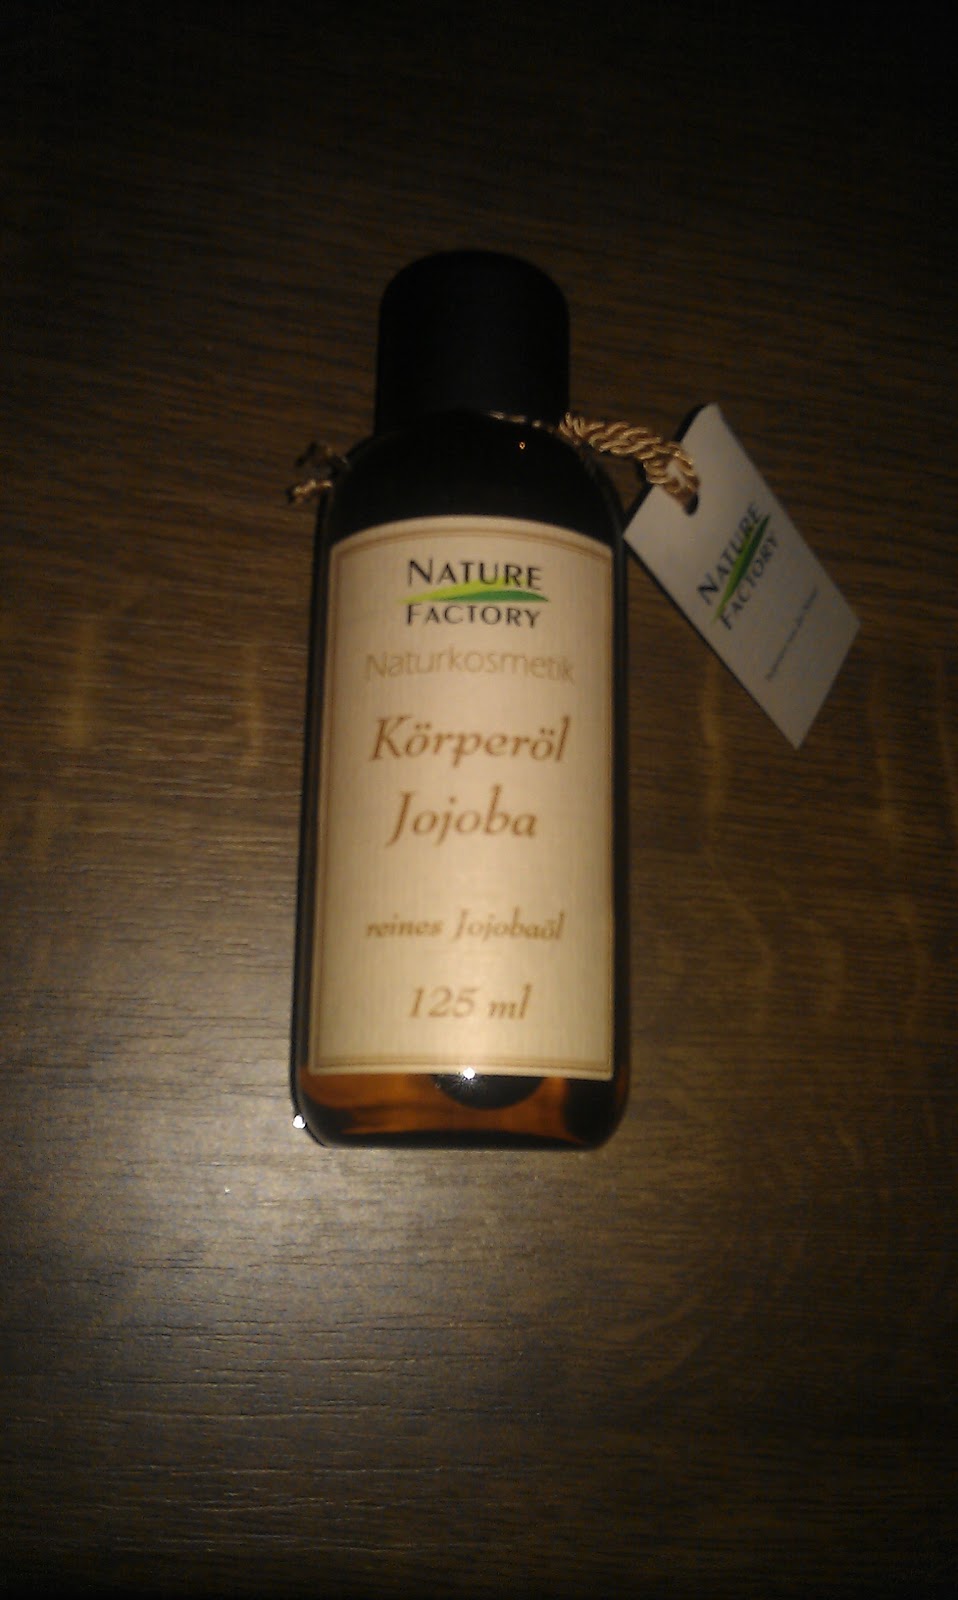 NATURE
FACTORY
Naturkosmetik
Körperöl
Jojoba
reines Jojobaöl
125 ml
NATURE
FACTORY